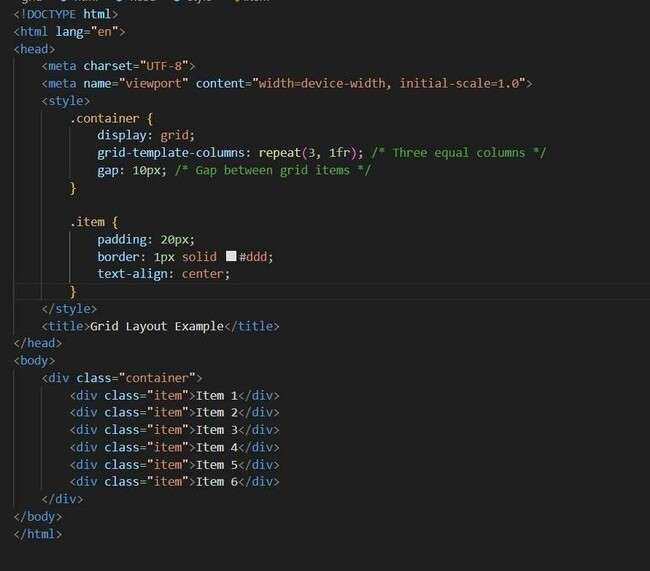 <!DOCTYPE html>
<html lang="en">
<head>
    <meta charset="UTF-8">
    <meta name="viewport" content="width=device-width, initial-scale=1.0">
    <style>
        .container {
            display: grid;
            grid-template-columns: repeat(3, 1fr); /* Three equal columns */
            gap: 10px; /* Gap between grid items */
        }

        .item {
            padding: 20px;
            border: 1px solid #ddd;
            text-align: center;
        }
    </style>
    <title>Grid Layout Example</title>
</head>
<body>
    <div class="container">
        <div class="item">Item 1</div>
        <div class="item">Item 2</div>
        <div class="item">Item 3</div>
        <div class="item">Item 4</div>
        <div class="item">Item 5</div>
        <div class="item">Item 6</div>
    </div>
</body>
</html>